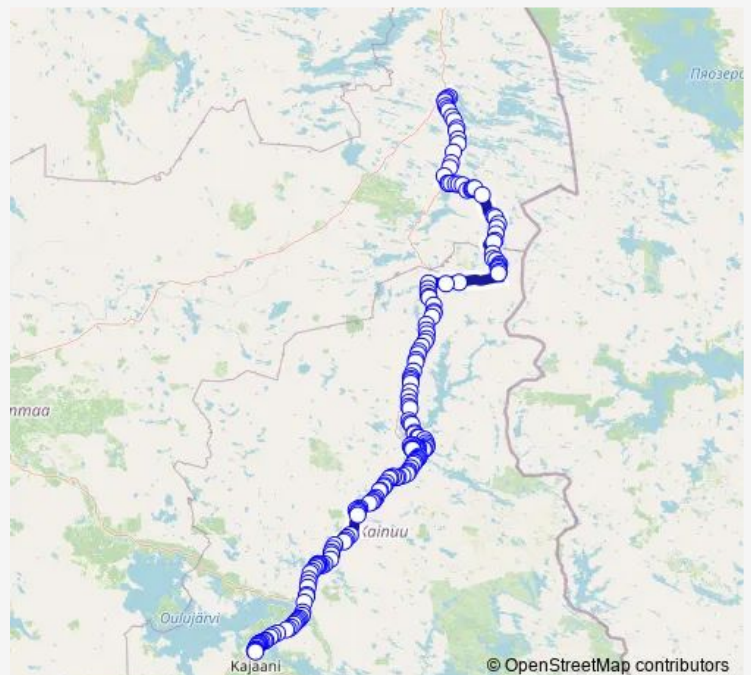 Пяозеро
nmaa
Kainuu
Oulujärvi
Kajaani
© OpenStreetMap contributors